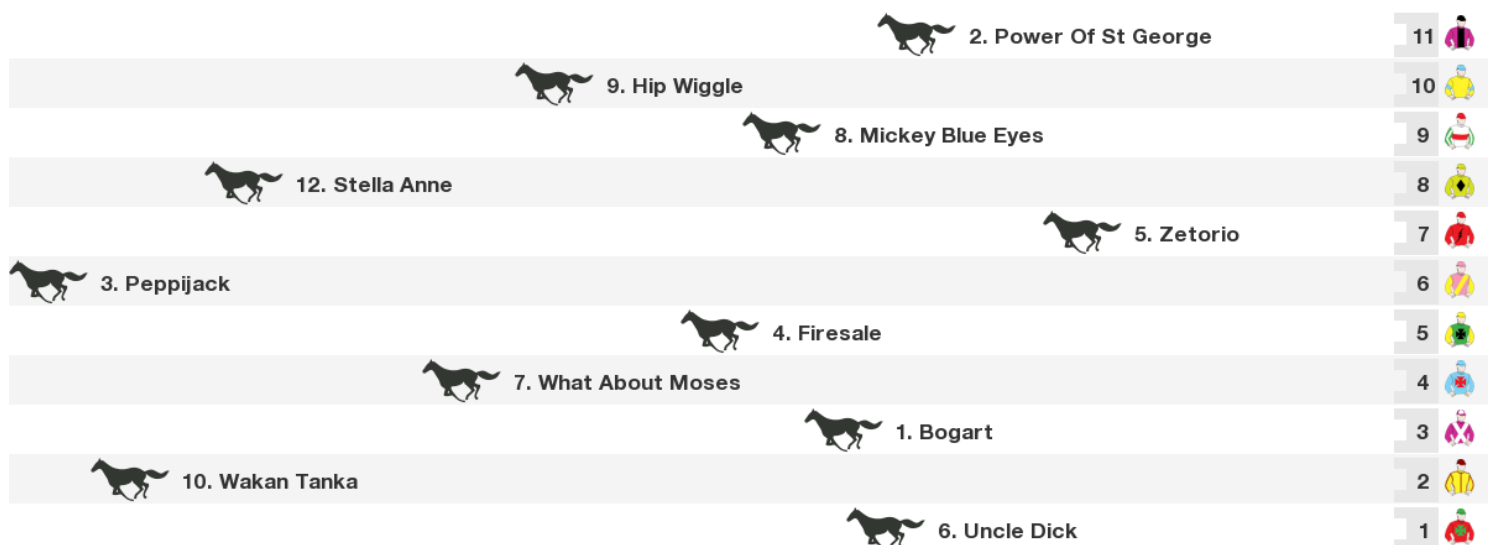 2. Power Of St George 11
9. Hip Wiggle 10
8. Mickey Blue Eyes 9
12. Stella Anne 8
5. Zetorio 7
3. Peppijack 6
4. Firesale 5
7. What About Moses 4
1. Bogart 3
10. Wakan Tanka 2
6. Uncle Dick 1